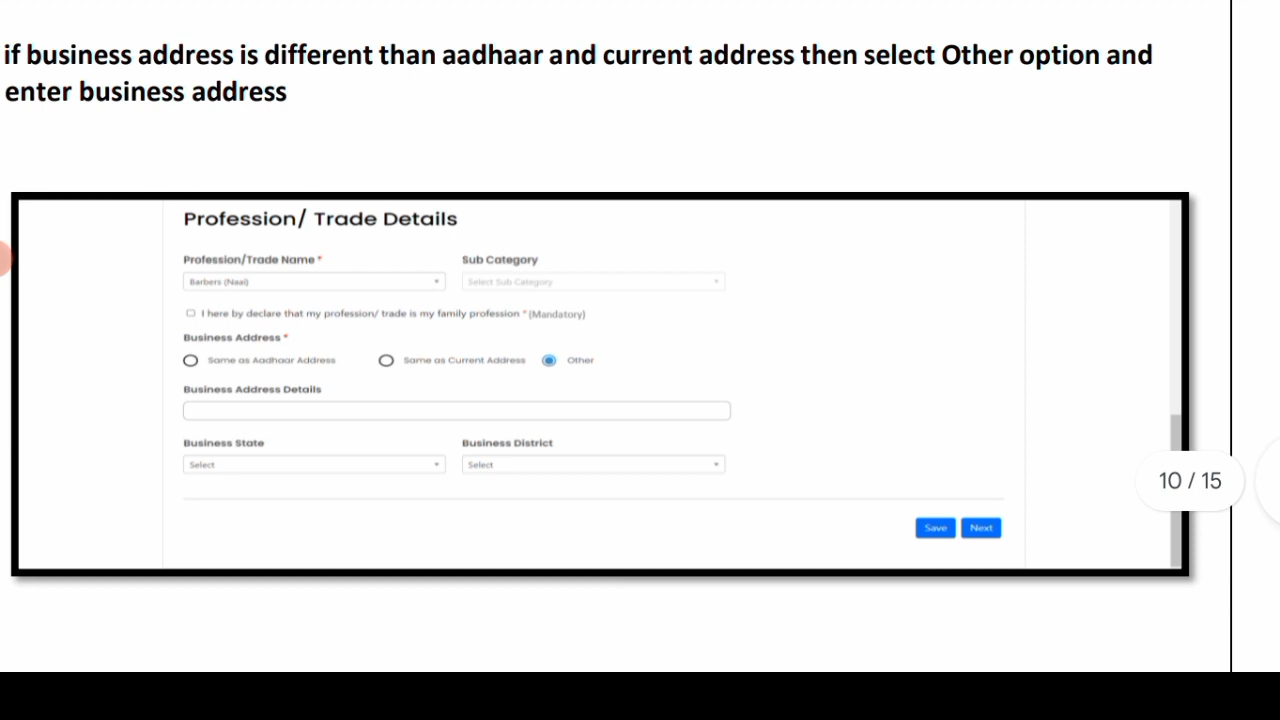 if business address is different than aadhaar and current address then select Other option and
enter business address
Profession/ Trade Details
Profession/Trade Name * Sub Category
Barbers (Naai) Select Sub Category
I here by declare that my profession/ trade is my family profession * (Mandatory)
Business Address *
Same as Aadhaar Address Same as Current Address Other
Business Address Details
Business State Business District
Select Select
10 / 15
Save Next